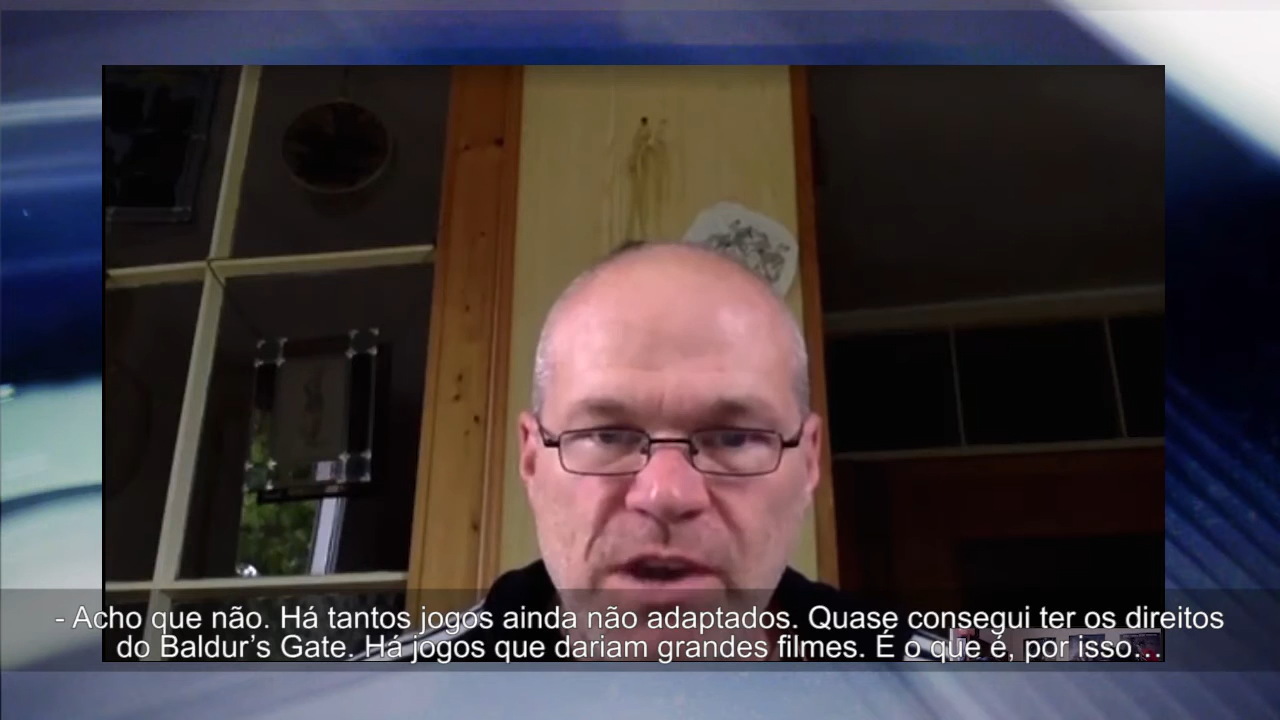 - Acho que não. Há tantos jogos ainda não adaptados. Quase consegui ter os direitos
do Baldur’s Gate. Há jogos que dariam grandes filmes. É o que é, por isso…